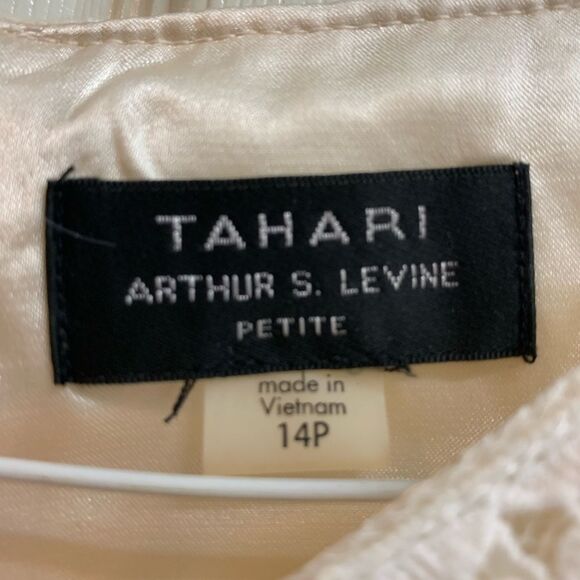 TAHARI
ARTHUR S. LEVINE
PETITE
made in
Vietnam
14P